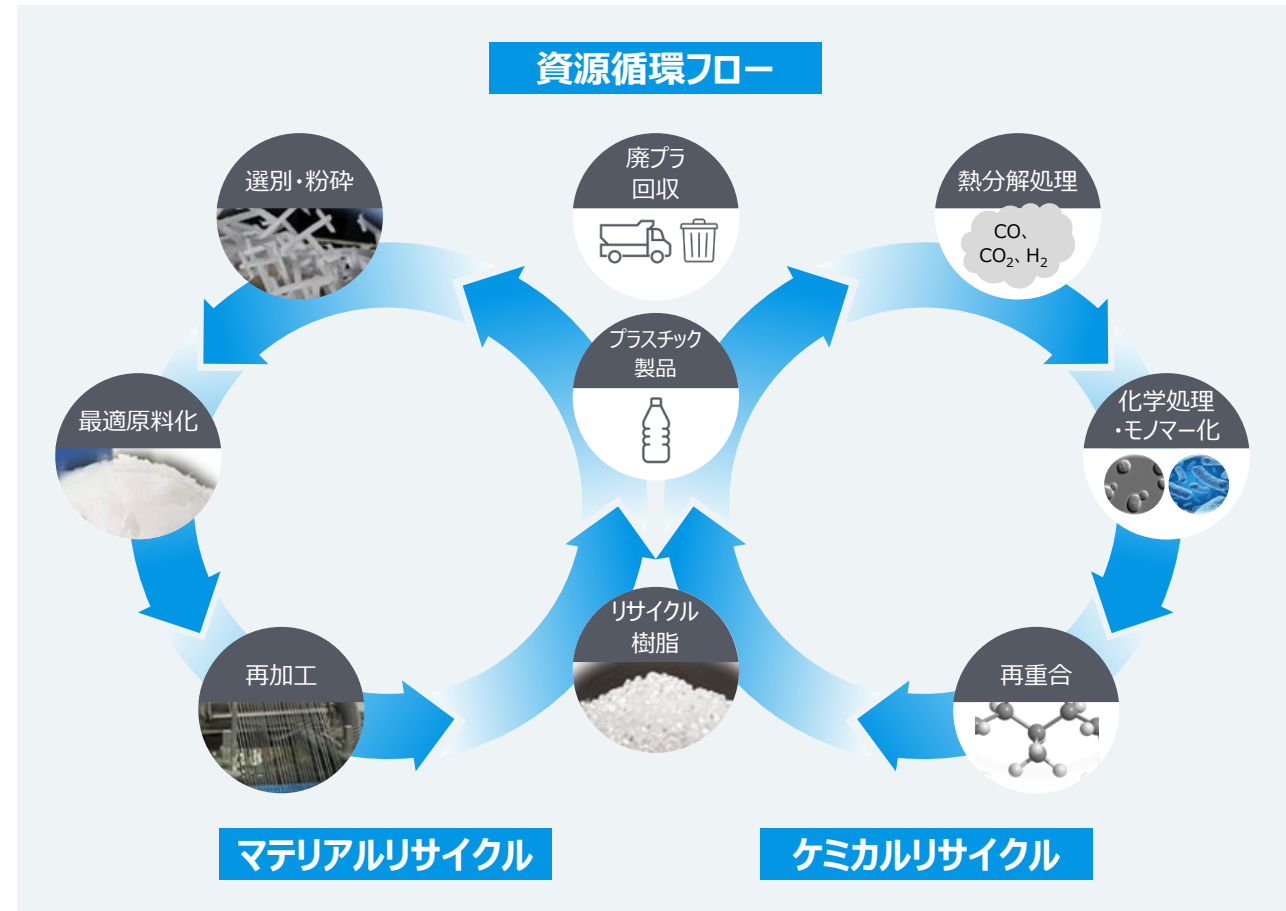 資源循環フロー
選別・粉砕
廃プラ
回収
熱分解処理
CO、
CO₂、H₂
プラスチック
製品
最適原料化
化学処理
・モノマー化
リサイクル
樹脂
再加工
再重合
マテリアルリサイクル
ケミカルリサイクル